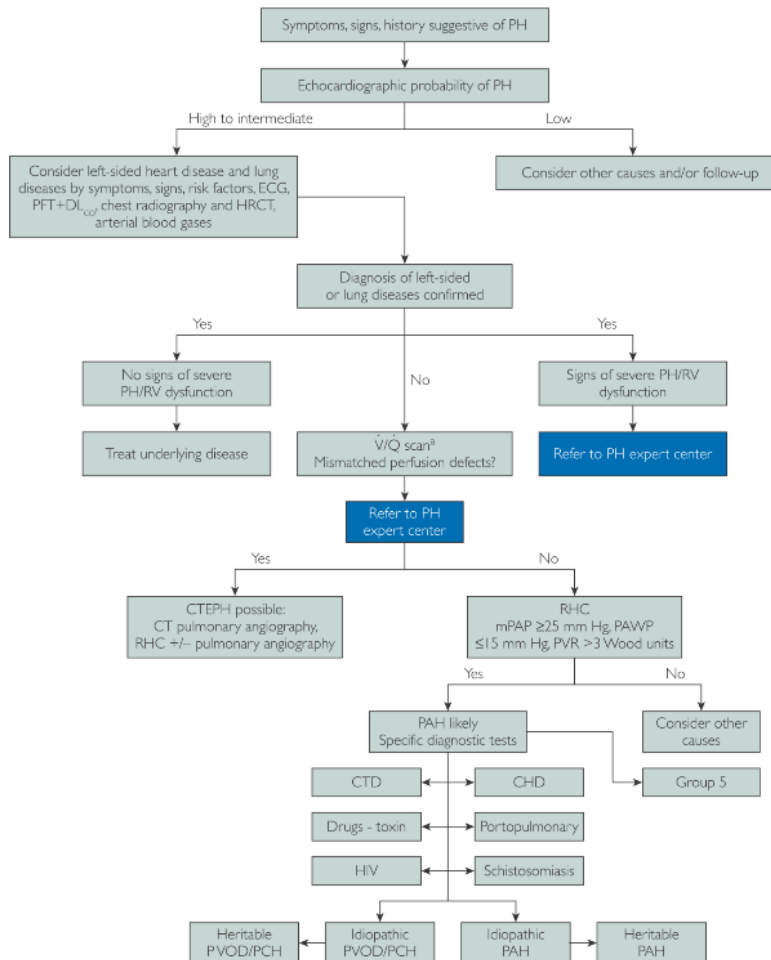 Symptoms, signs, history suggestive of PH
Echocardiographic probability of PH
High to intermediate
Low
Consider left-sided heart disease and lung
diseases by symptoms, signs, risk factors, ECG,
PFT+DLco, chest radiography and HRCT,
arterial blood gases
Consider other causes and/or follow-up
Diagnosis of left-sided
or lung diseases confirmed
Yes
No
Yes
No signs of severe
PH/RV dysfunction
Signs of severe PH/RV
dysfunction
Treat underlying disease
V̇/Q̇ scanᵃ
Mismatched perfusion defects?
Refer to PH expert center
Refer to PH
expert center
Yes
No
CTEPH possible:
CT pulmonary angiography,
RHC +/– pulmonary angiography
RHC
mPAP ≥25 mm Hg, PAWP
≤15 mm Hg, PVR >3 Wood units
Yes
No
PAH likely
Specific diagnostic tests
Consider other
causes
CTD
CHD
Group 5
Drugs - toxin
Portopulmonary
HIV
Schistosomiasis
Heritable
PVOD/PCH
Idiopathic
PVOD/PCH
Idiopathic
PAH
Heritable
PAH